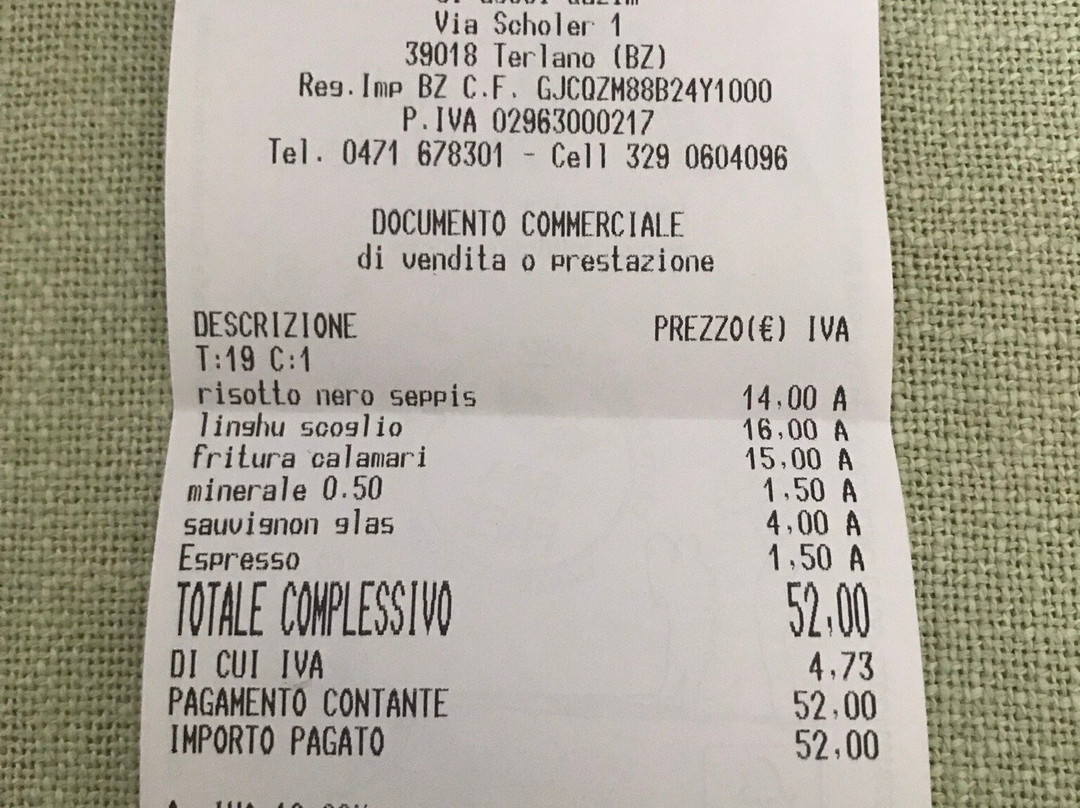 Via Scholer 1
39018 Terlano (BZ)
Reg.Imp BZ C.F. GJCQZM88B24Y1000
P.IVA 02963000217
Tel. 0471 678301 - Cell 329 0604096
DOCUMENTO COMMERCIALE
di vendita o prestazione
DESCRIZIONE PREZZO(€) IVA
T:19 C:1
risotto nero seppis 14,00 A
linghu scoglio 16,00 A
fritura calamari 15,00 A
minerale 0.50 1,50 A
sauvignon glas 4,00 A
Espresso 1,50 A
TOTALE COMPLESSIVO 52,00
DI CUI IVA 4,73
PAGAMENTO CONTANTE 52,00
IMPORTO PAGATO 52,00